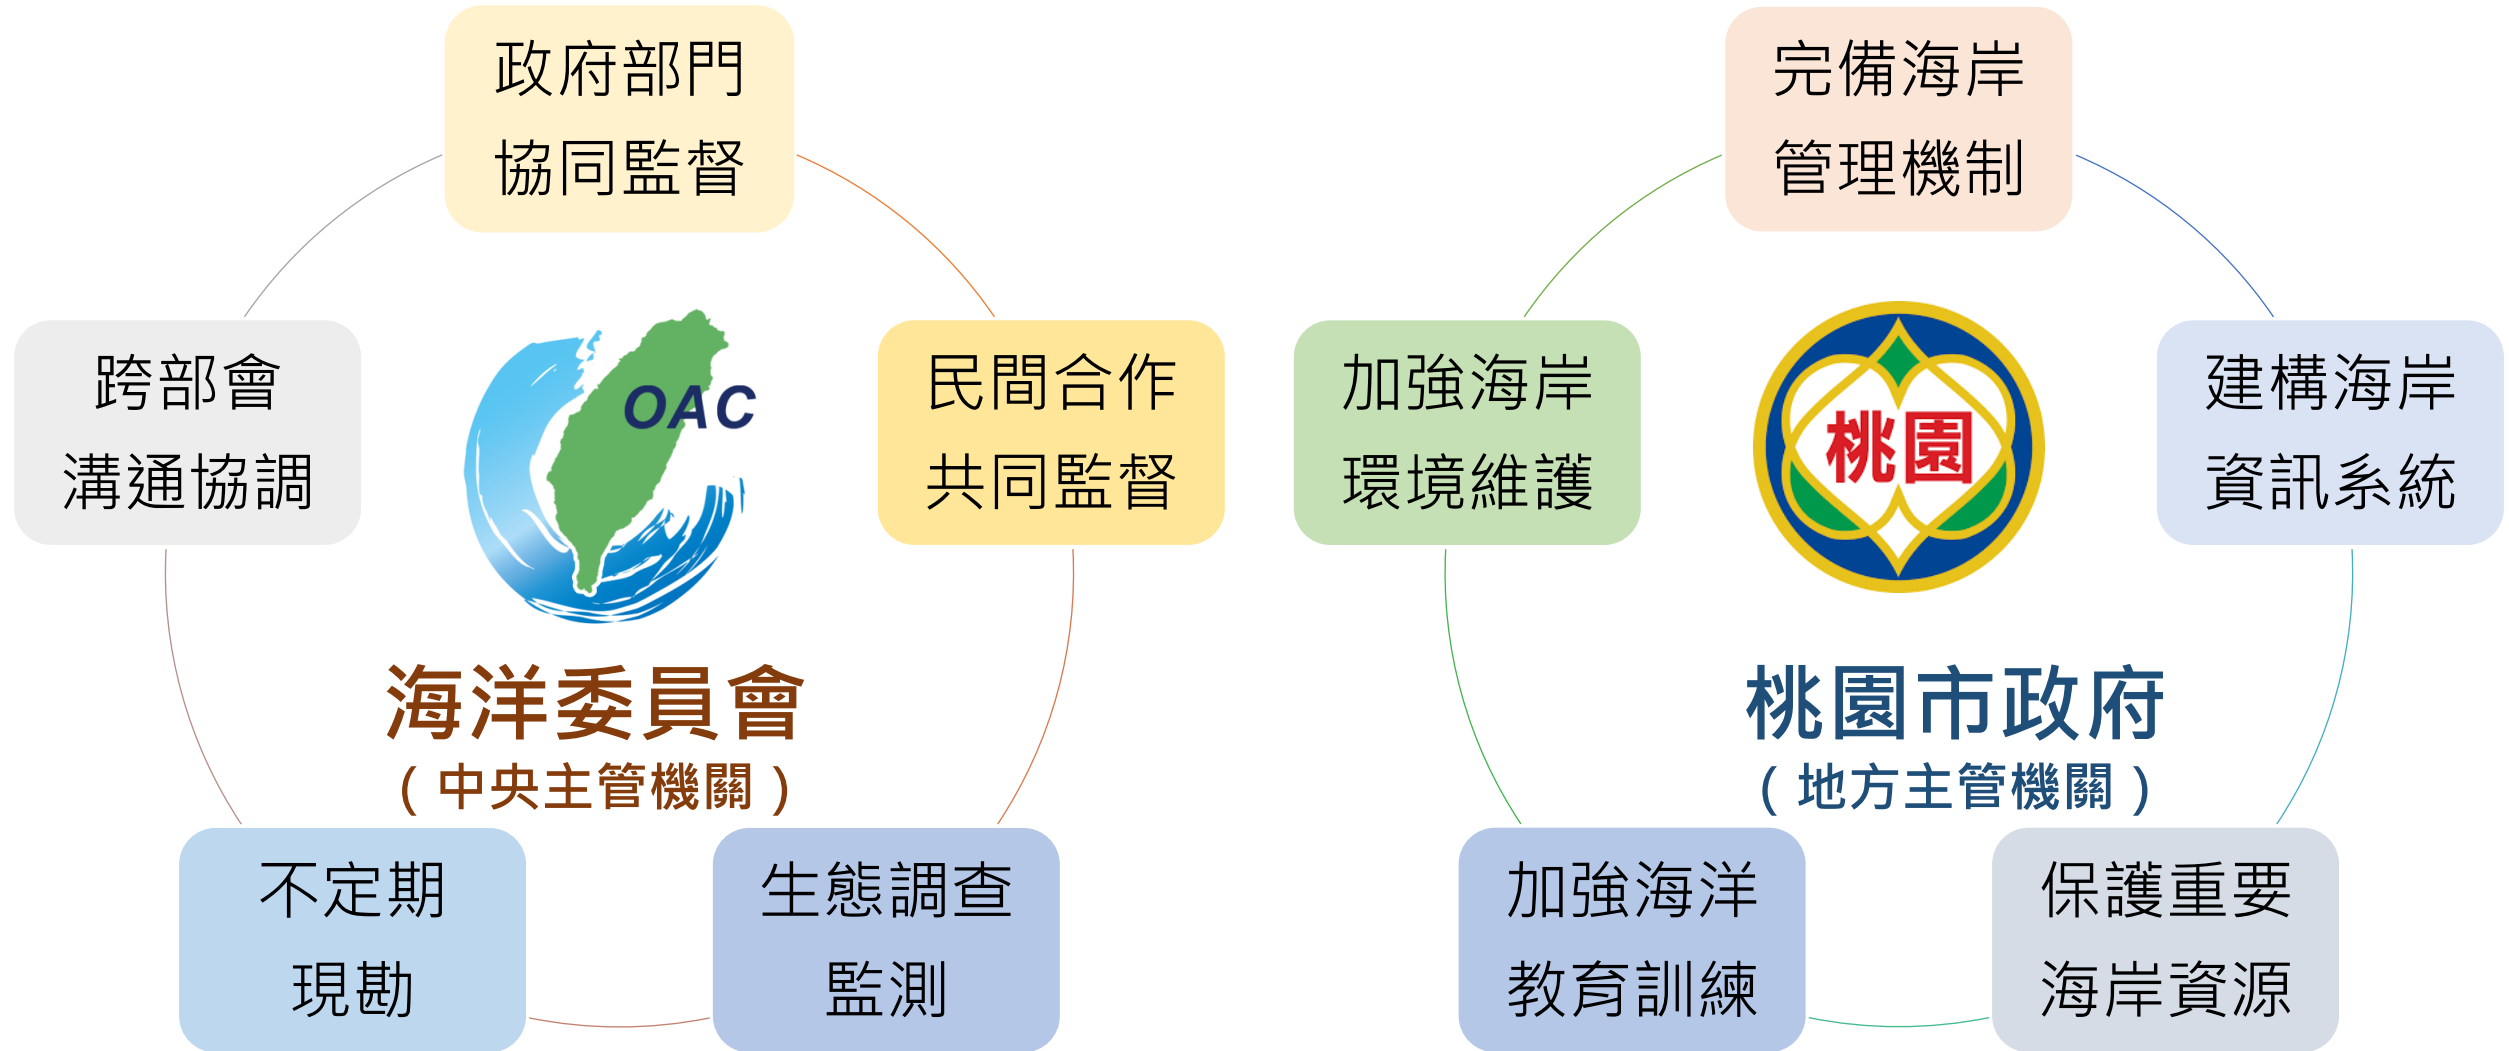 政府部門
協同監督
跨部會
溝通協調
OAC
民間合作
共同監督
海洋委員會
(中央主管機關)
不定期
現勘
生態調查
監測
完備海岸
管理機制
加強海岸
環境維護
桃園
建構海岸
資訊系統
桃園市政府
(地方主管機關)
加強海洋
教育訓練
保護重要
海岸資源